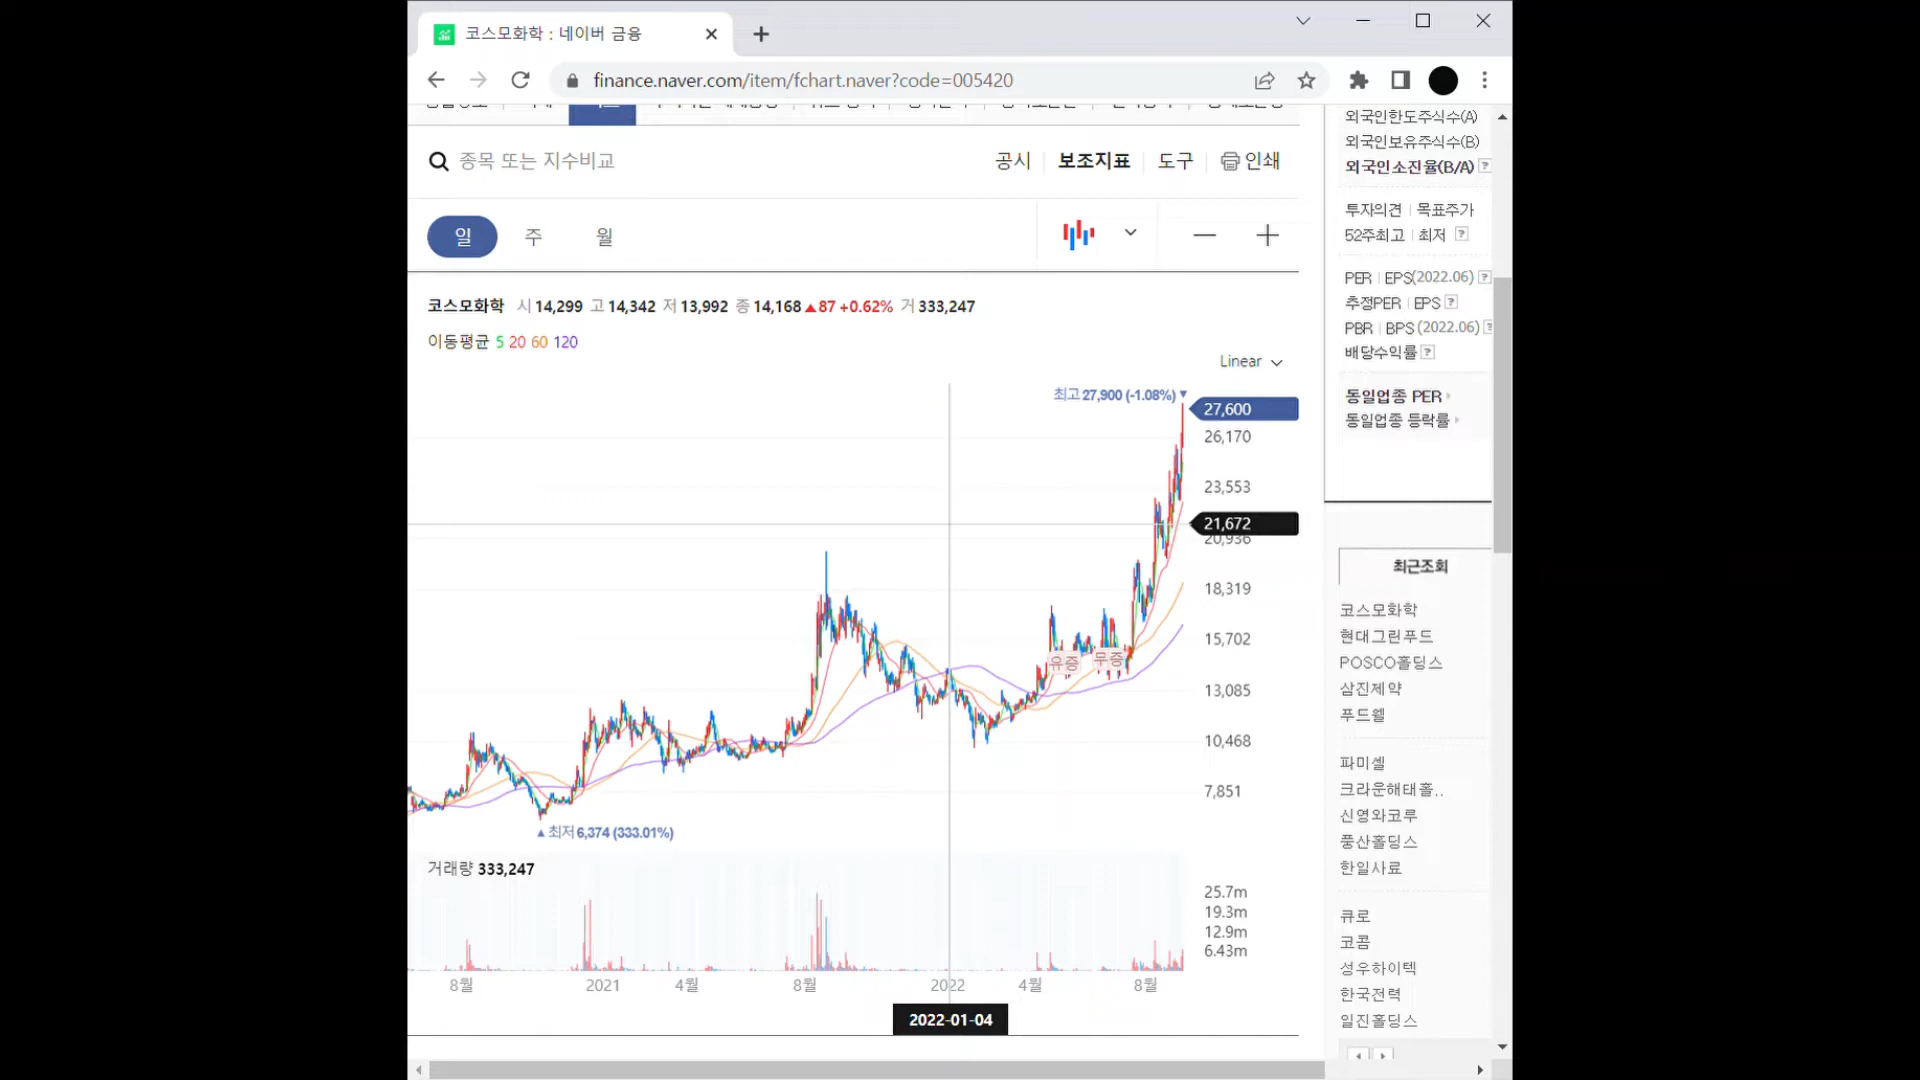 코스모화학 : 네이버 금융
finance.naver.com/item/fchart.naver?code=005420
종목 또는 지수비교
공시
보조지표
도구
인쇄
일
주
월
코스모화학 시 14,299 고 14,342 저 13,992 종 14,168 ▲87 +0.62% 거 333,247
이동평균 5 20 60 120
Linear
최고 27,900 (-1.08%) ▼
27,600
26,170
23,553
21,672
20,936
18,319
15,702
13,085
10,468
7,851
유증
무증
▲ 최저 6,374 (333.01%)
거래량 333,247
25.7m
19.3m
12.9m
6.43m
8월
2021
4월
8월
2022
4월
8월
2022-01-04
외국인한도주식수(A)
외국인보유주식수(B)
외국인소진율(B/A) ?
투자의견 | 목표주가
52주최고 | 최저 ?
PER | EPS(2022.06) ?
추정PER | EPS ?
PBR | BPS (2022.06) ?
배당수익률 ?
동일업종 PER
동일업종 등락률
최근조회
코스모화학
현대그린푸드
POSCO홀딩스
삼진제약
푸드웰
파미셀
크라운해태홀..
신영와코루
풍산홀딩스
한일사료
큐로
코콤
성우하이텍
한국전력
일진홀딩스